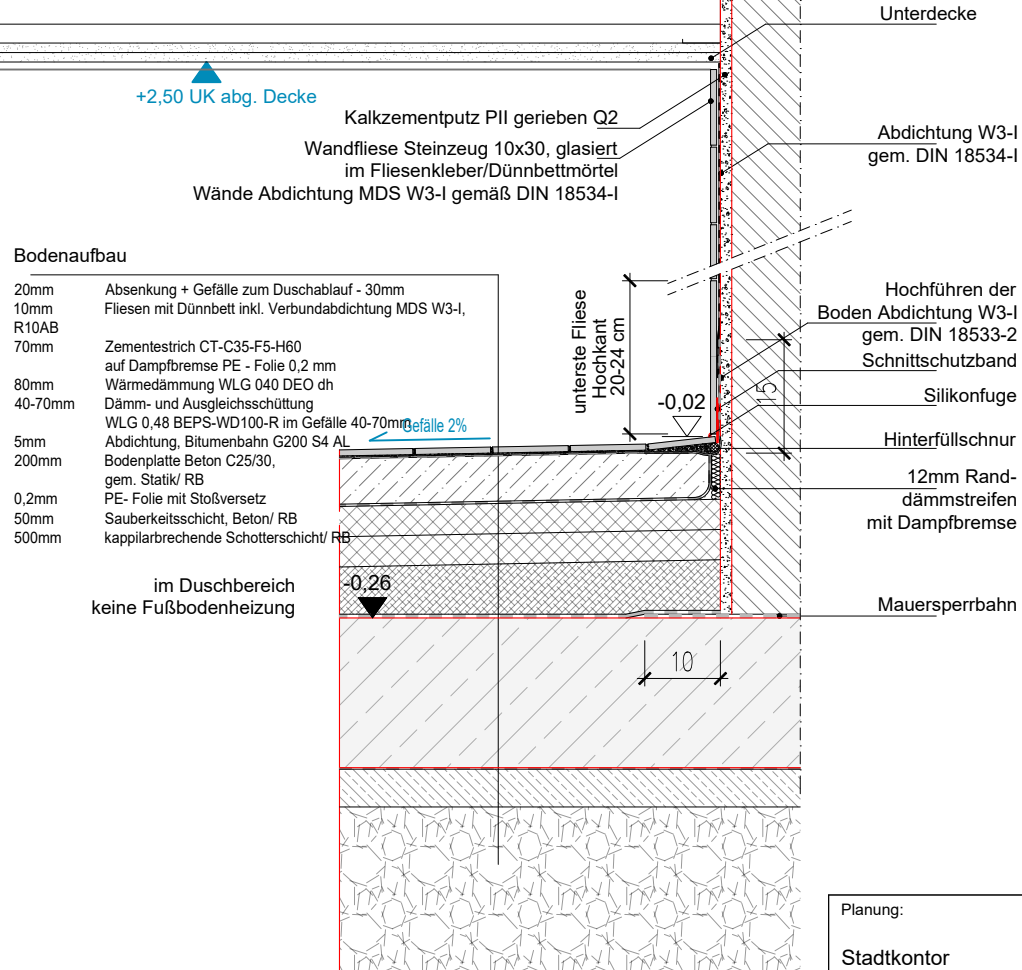 Unterdecke
+2,50 UK abg. Decke
Kalkzementputz PII gerieben Q2
Wandfliese Steinzeug 10x30, glasiert
im Fliesenkleber/Dünnbettmörtel
Wände Abdichtung MDS W3-I gemäß DIN 18534-I
Abdichtung W3-I
gem. DIN 18534-I
Bodenaufbau
20mm Absenkung + Gefälle zum Duschablauf - 30mm
10mm Fliesen mit Dünnbett inkl. Verbundabdichtung MDS W3-I,
R10AB
70mm Zementestrich CT-C35-F5-H60
auf Dampfbremse PE - Folie 0,2 mm
80mm Wärmedämmung WLG 040 DEO dh
40-70mm Dämm- und Ausgleichsschüttung
WLG 0,48 BEPS-WD100-R im Gefälle 40-70mm
5mm Abdichtung, Bitumenbahn G200 S4 AL
200mm Bodenplatte Beton C25/30,
gem. Statik/ RB
0,2mm PE- Folie mit Stoßversetz
50mm Sauberkeitsschicht, Beton/ RB
500mm kappilarbrechende Schotterschicht/ RB
im Duschbereich
keine Fußbodenheizung
Gefälle 2%
unterste Fliese
Hochkant
20-24 cm
-0,02
15
-0,26
10
Hochführen der
Boden Abdichtung W3-I
gem. DIN 18533-2
Schnittschutzband
Silikonfuge
Hinterfüllschnur
12mm Rand-
dämmstreifen
mit Dampfbremse
Mauersperrbahn
Planung:
Stadtkontor